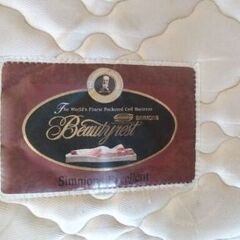 The World's Finest Pocketed Coil Mattress
SIMMONS
Beautyrest
Simmons Excellent